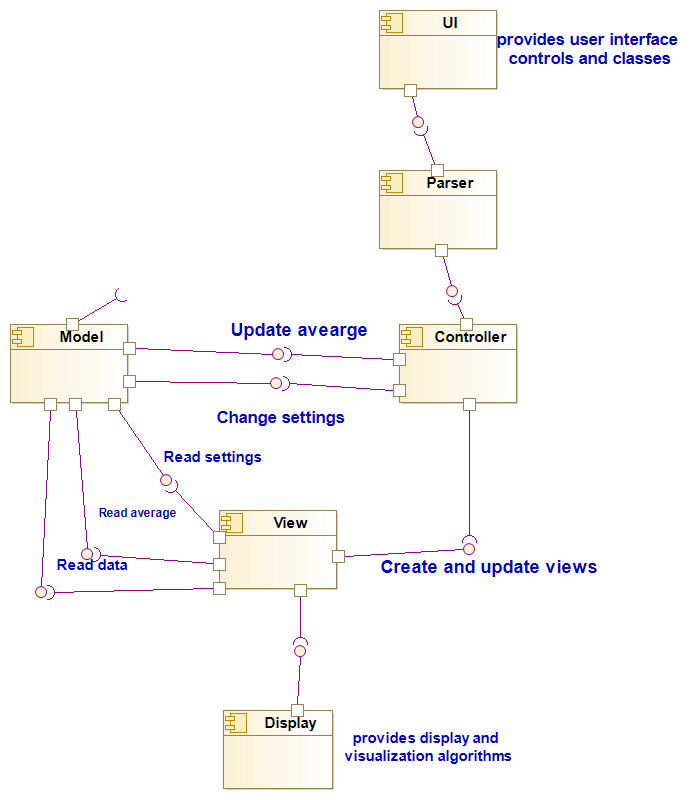 UI
provides user interface
controls and classes
Parser
Model
Update avearge
Controller
Change settings
Read settings
Read average
View
Read data
Create and update views
Display
provides display and
visualization algorithms